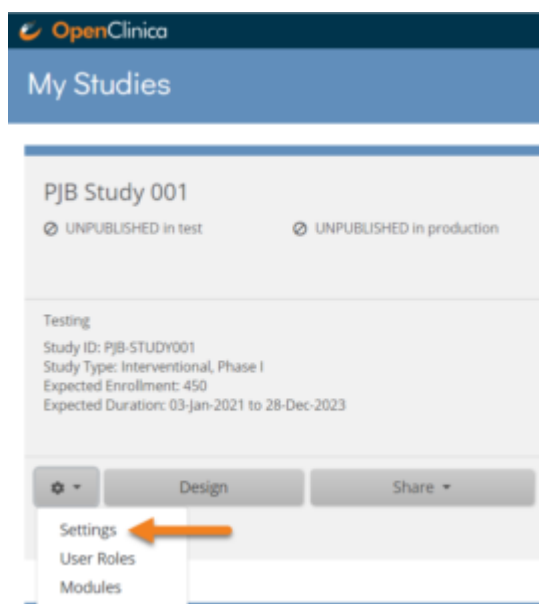 OpenClinica
My Studies
PJB Study 001
UNPUBLISHED in test UNPUBLISHED in production
Testing
Study ID: PJB-STUDY001
Study Type: Interventional, Phase I
Expected Enrollment: 450
Expected Duration: 03-Jan-2021 to 28-Dec-2023
Design Share
Settings
User Roles
Modules